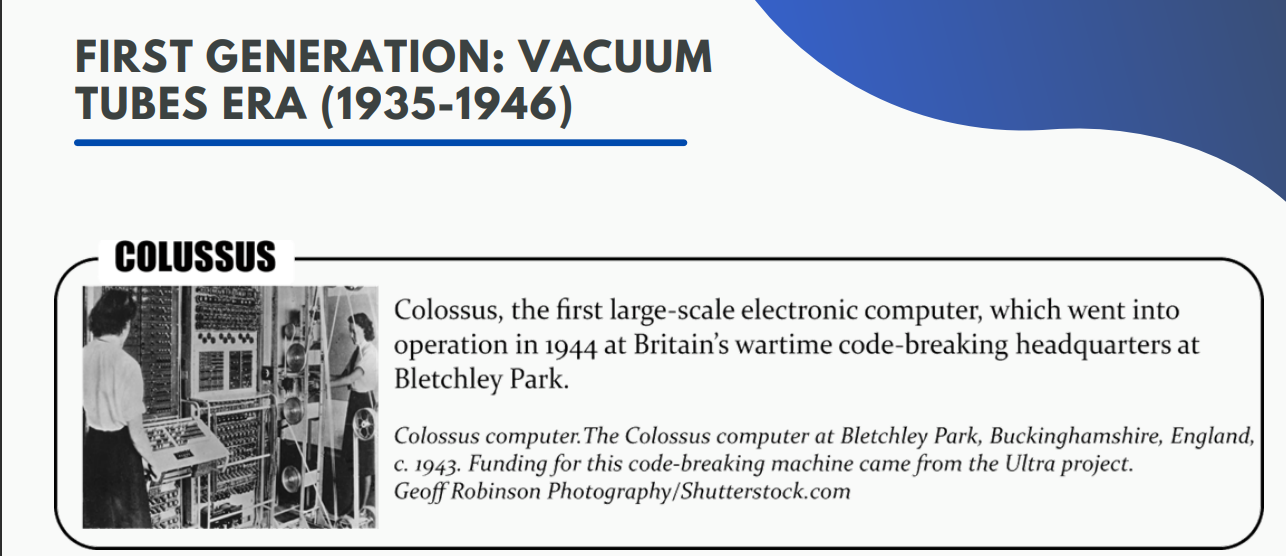 FIRST GENERATION: VACUUM
TUBES ERA (1935-1946)
COLUSSUS
Colossus, the first large-scale electronic computer, which went into
operation in 1944 at Britain’s wartime code-breaking headquarters at
Bletchley Park.
Colossus computer.The Colossus computer at Bletchley Park, Buckinghamshire, England,
c. 1943. Funding for this code-breaking machine came from the Ultra project.
Geoff Robinson Photography/Shutterstock.com